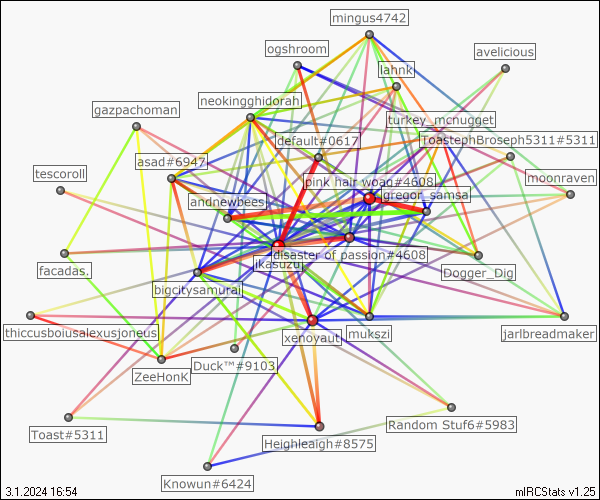 mingus4742
ogshroom
avelicious
lahnk
neokingghidorah
gazpachoman
turkey_mcnugget
default#0617
ToastephBroseph5311#5311
asad#6947
tescoroll
pink hair woao#4608
moonraven
gregor_samsa
andnewbees
disaster of passion#4608
ikasuzu
facadas.
Dogger_Dig
bigcitysamurai
thiccusboiusalexusjoneus
xenoyaut
mukszi
jarlbreadmaker
ZeeHonK
Duck™#9103
Toast#5311
Random Stuf6#5983
Heighleaigh#8575
Knowun#6424
3.1.2024 16:54
mIRCStats v1.25